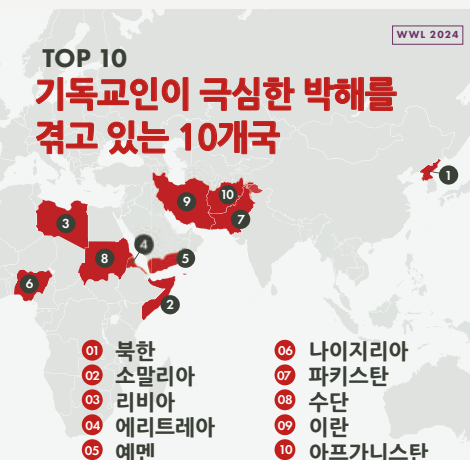 WWL 2024
TOP 10
기독교인이 극심한 박해를
겪고 있는 10개국
1
9
10
7
3
4
8
5
6
2
01 북한
02 소말리아
03 리비아
04 에리트레아
05 예멘
06 나이지리아
07 파키스탄
08 수단
09 이란
10 아프가니스탄